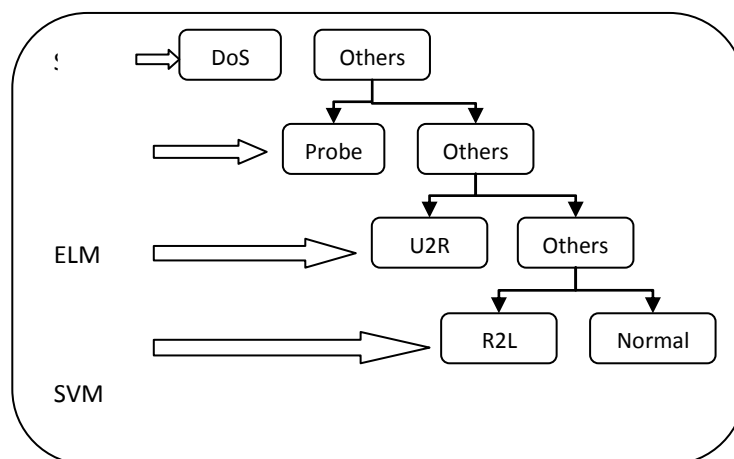 DoS Others
Probe Others
ELM U2R Others
R2L Normal
SVM